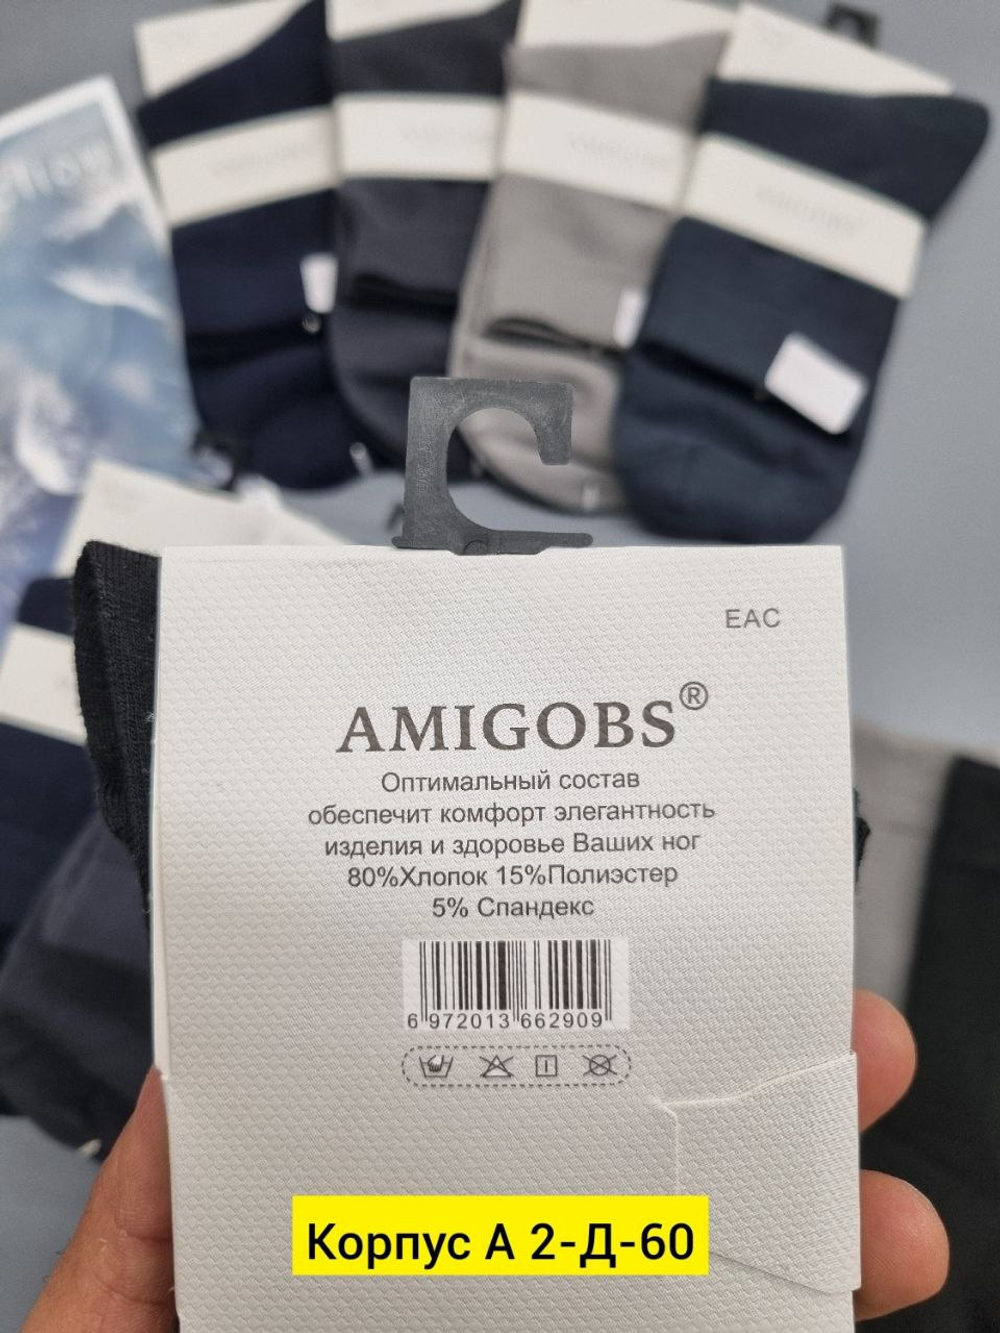 AMIGOBS
EAC
AMIGOBS®
Оптимальный состав
обеспечит комфорт элегантность
изделия и здоровье Ваших ног
80%Хлопок 15%Полиэстер
5% Спандекс
6 972013 662909
Корпус А 2-Д-60